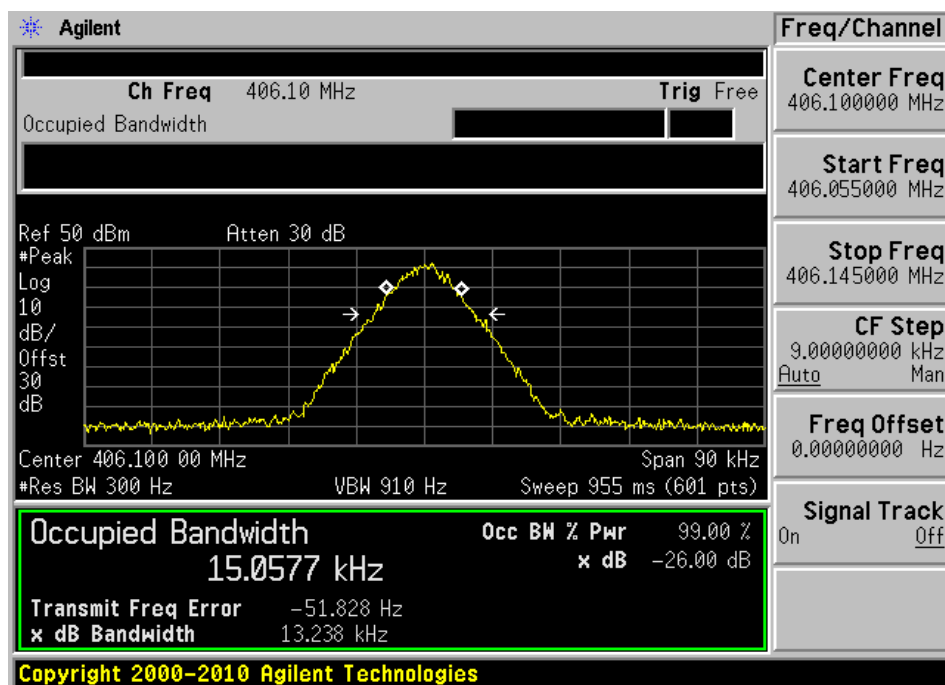 Agilent
Freq/Channel
Ch Freq 406.10 MHz Trig Free
Occupied Bandwidth
Center Freq
406.100000 MHz
Start Freq
406.055000 MHz
Stop Freq
406.145000 MHz
CF Step
9.00000000 kHz
Auto Man
Freq Offset
0.00000000 Hz
Signal Track
On Off
Ref 50 dBm Atten 30 dB
#Peak
Log
10
dB/
Offst
30
dB
Center 406.100 00 MHz Span 90 kHz
#Res BW 300 Hz VBW 910 Hz Sweep 955 ms (601 pts)
Occupied Bandwidth Occ BW % Pwr 99.00 %
15.0577 kHz x dB -26.00 dB
Transmit Freq Error -51.828 Hz
x dB Bandwidth 13.238 kHz
Copyright 2000-2010 Agilent Technologies